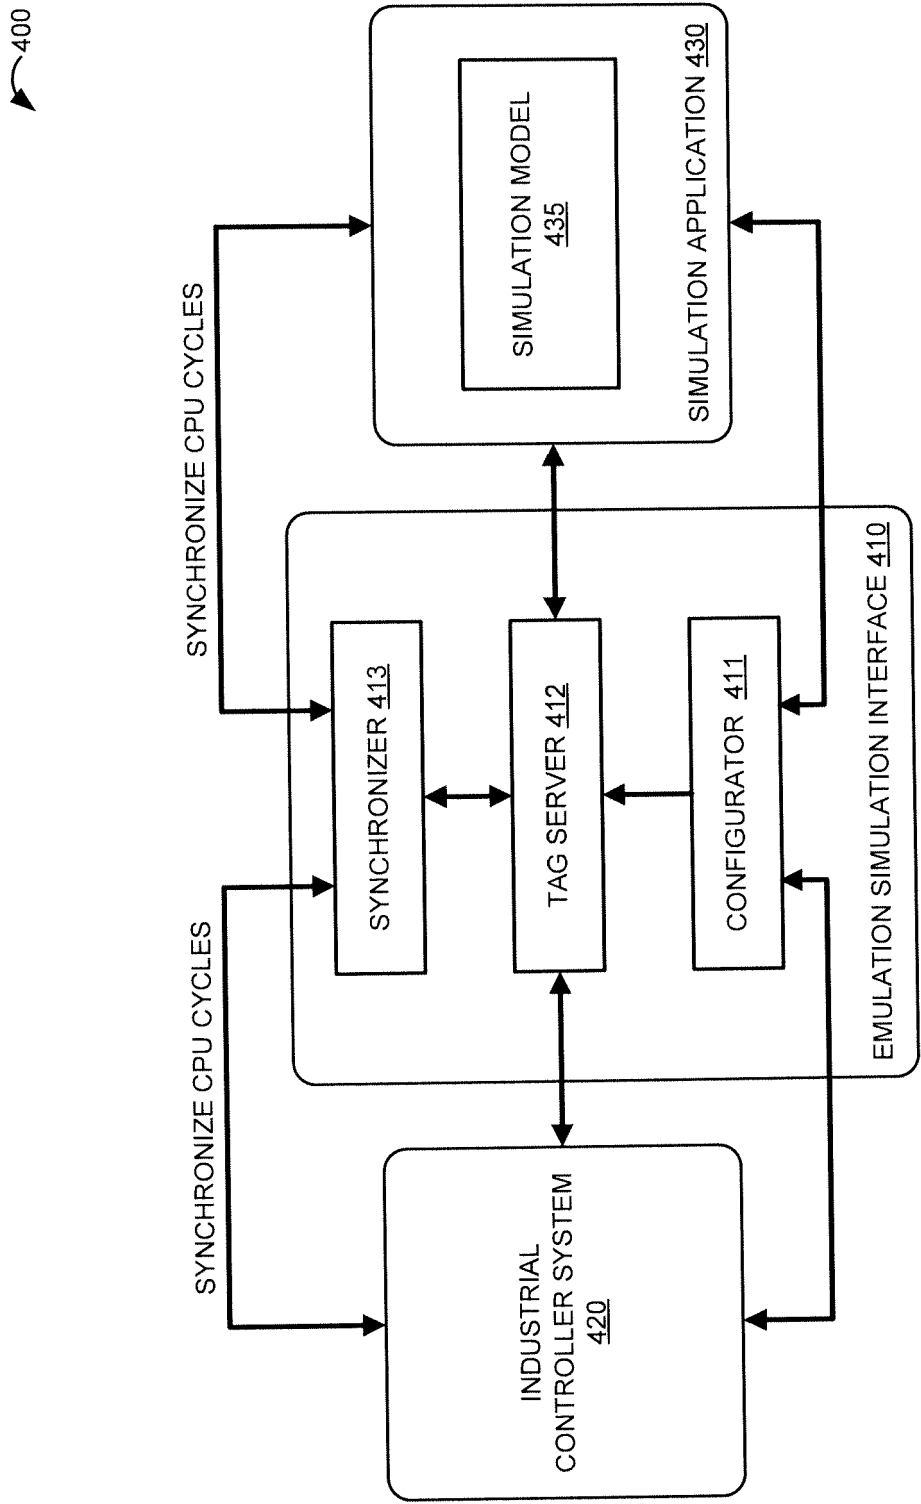 400
SYNCHRONIZE CPU CYCLES
SYNCHRONIZE CPU CYCLES
INDUSTRIAL
CONTROLLER SYSTEM
420
SYNCHRONIZER 413
TAG SERVER 412
CONFIGURATOR 411
EMULATION SIMULATION INTERFACE 410
SIMULATION MODEL
435
SIMULATION APPLICATION 430